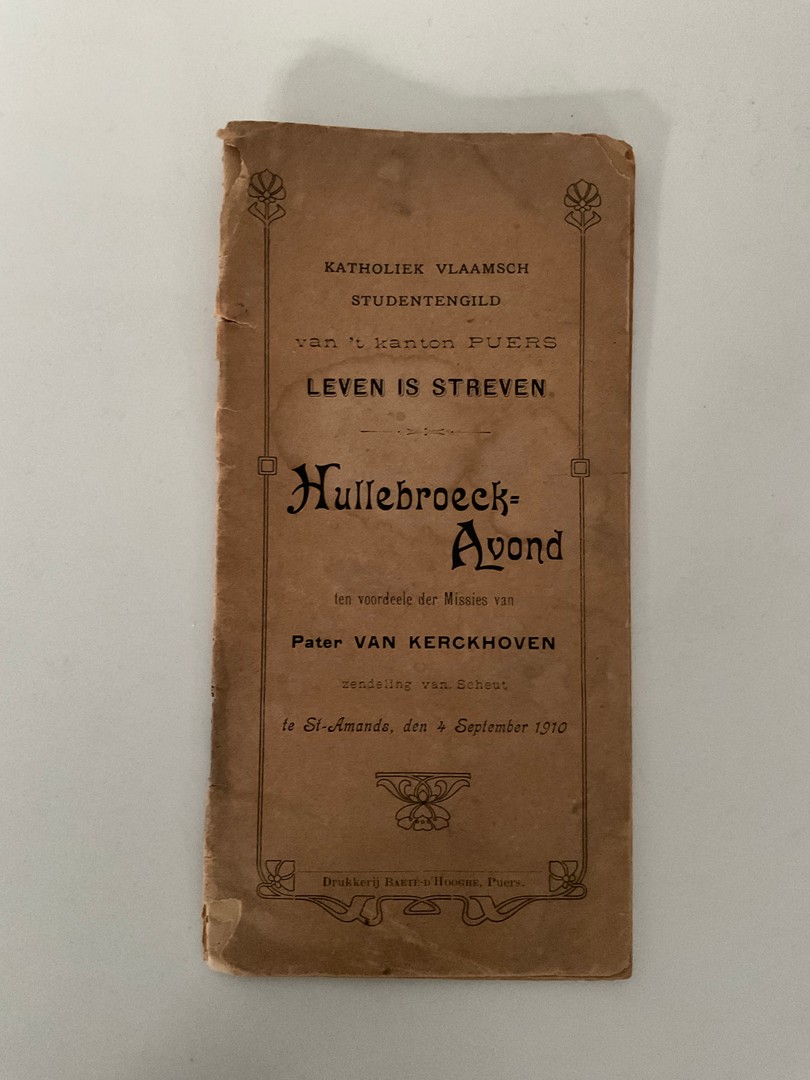 KATHOLIEK VLAAMSCH
STUDENTENGILD
van 't kanton PUERS
LEVEN IS STREVEN
Hullebroeck=
Avond
ten voordeele der Missies van
Pater VAN KERCKHOVEN
zendeling van Scheut
te St-Amands, den 4 September 1910
Drukkerij BAETÉ-D'HOOGHE, Puers.